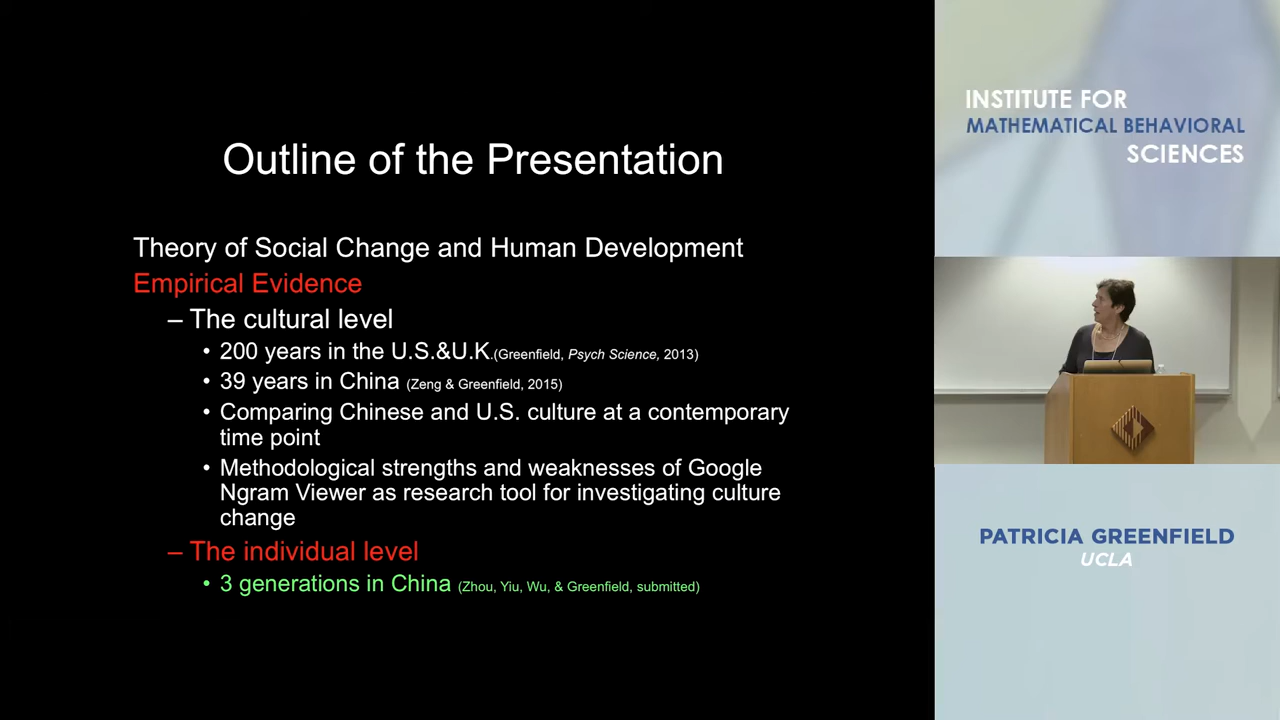 Outline of the Presentation
Theory of Social Change and Human Development
Empirical Evidence
– The cultural level
• 200 years in the U.S.&U.K.(Greenfield, Psych Science, 2013)
• 39 years in China (Zeng & Greenfield, 2015)
• Comparing Chinese and U.S. culture at a contemporary
time point
• Methodological strengths and weaknesses of Google
Ngram Viewer as research tool for investigating culture
change
– The individual level
• 3 generations in China (Zhou, Yiu, Wu, & Greenfield, submitted)
INSTITUTE FOR
MATHEMATICAL BEHAVIORAL
SCIENCES
PATRICIA GREENFIELD
UCLA